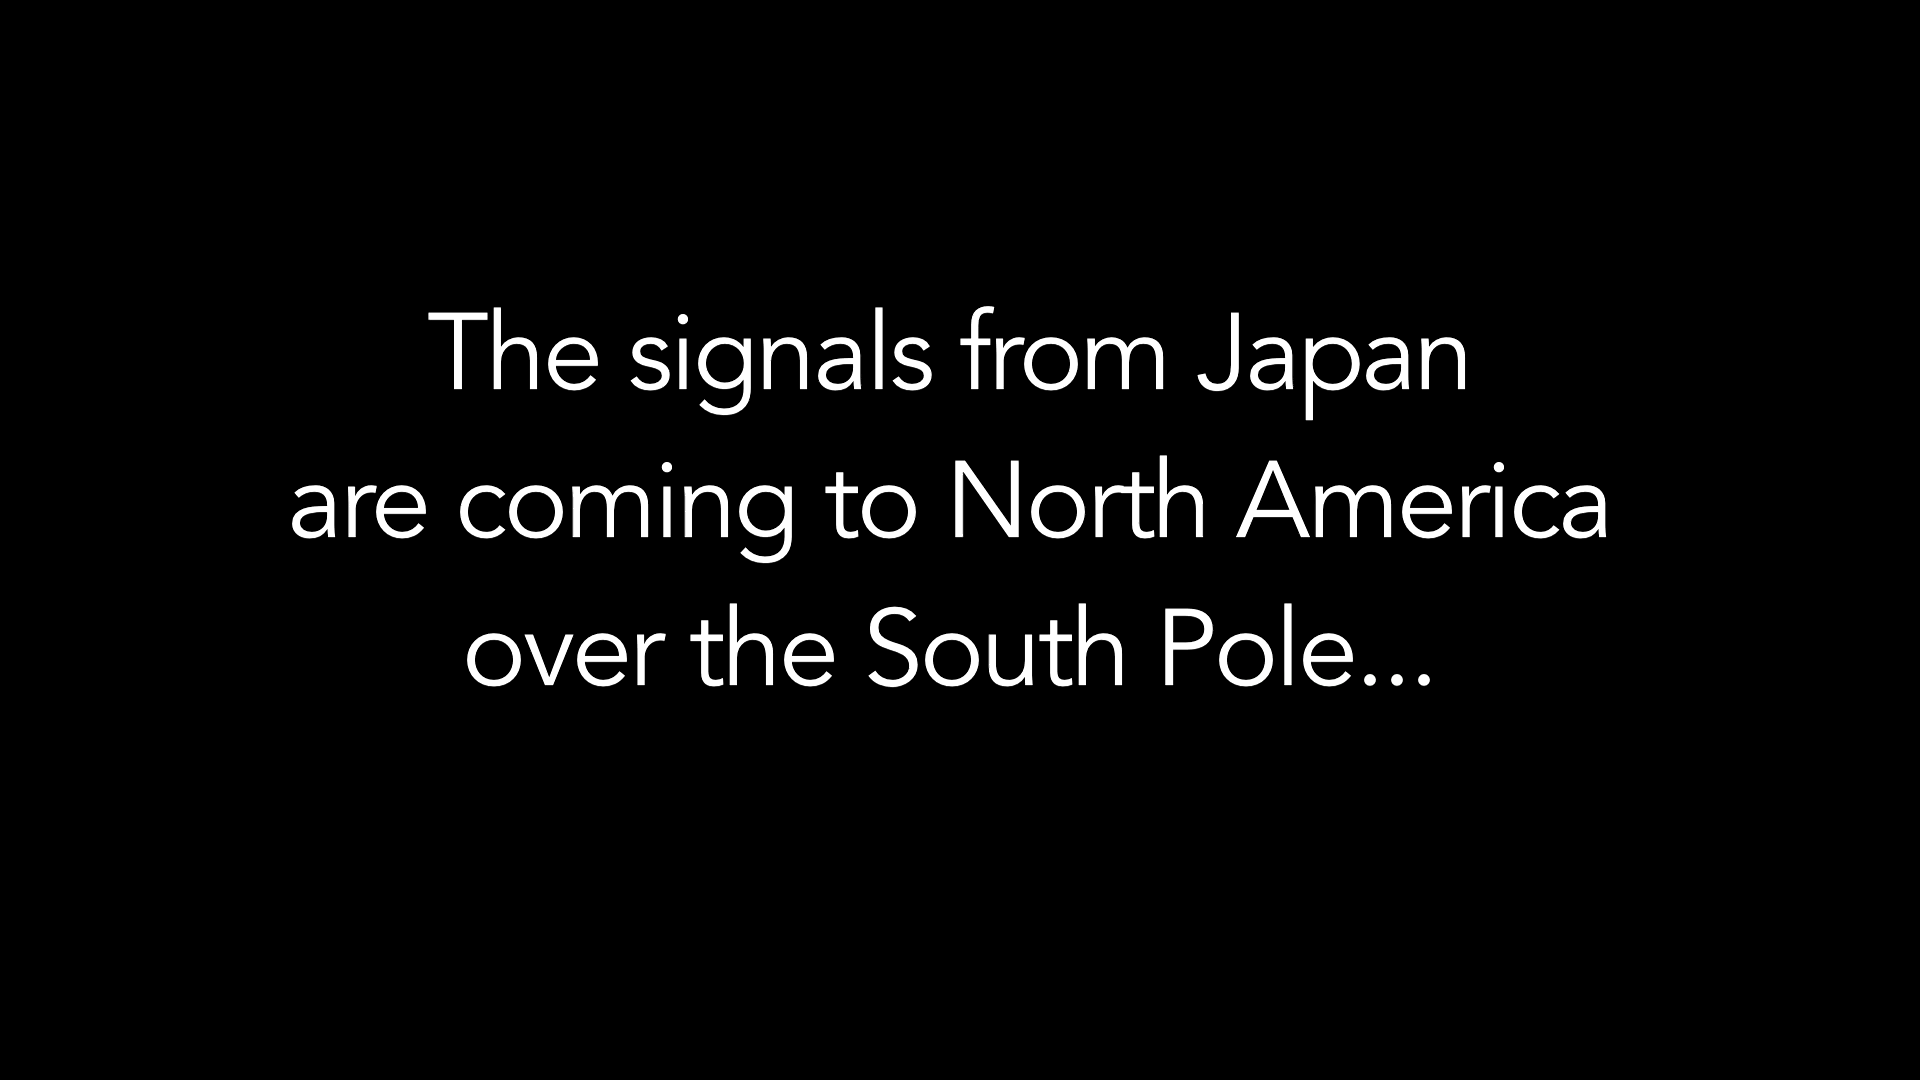 The signals from Japan
are coming to North America
over the South Pole...